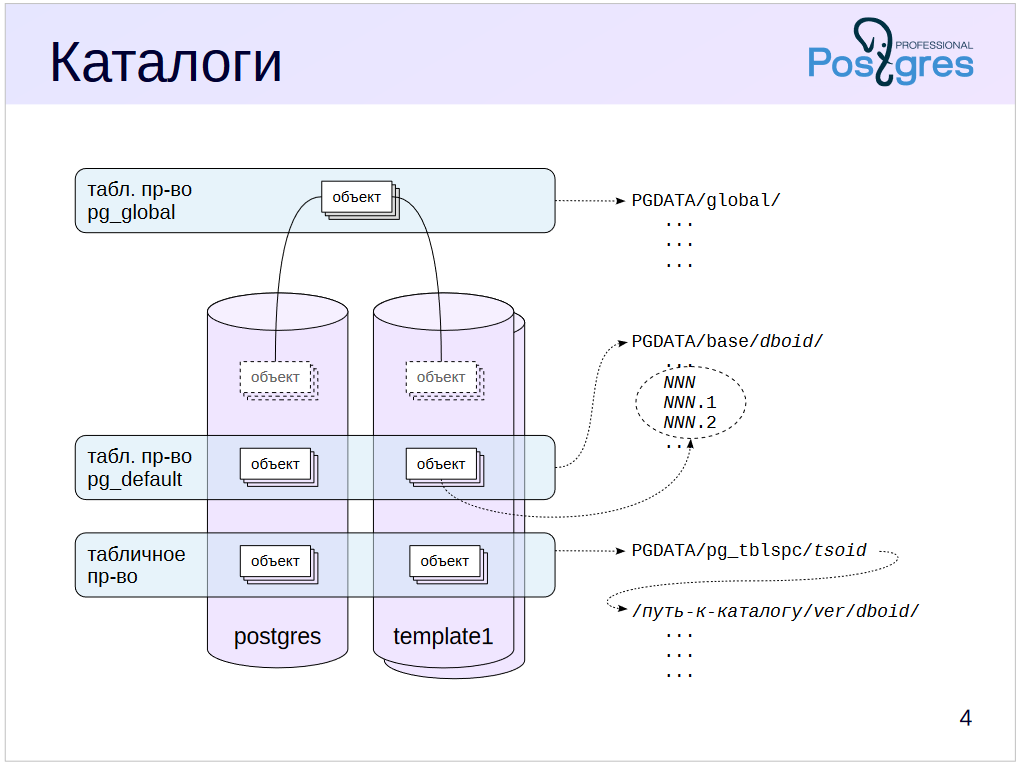 Каталоги
PROFESSIONAL
Postgres
табл. пр-во
pg_global
объект
PGDATA/global/
...
...
...
объект
объект
PGDATA/base/dboid/
...
NNN
NNN.1
NNN.2
...
табл. пр-во
pg_default
объект
объект
табличное
пр-во
объект
объект
PGDATA/pg_tblspc/tsoid
/путь-к-каталогу/ver/dboid/
...
...
...
postgres
template1
4